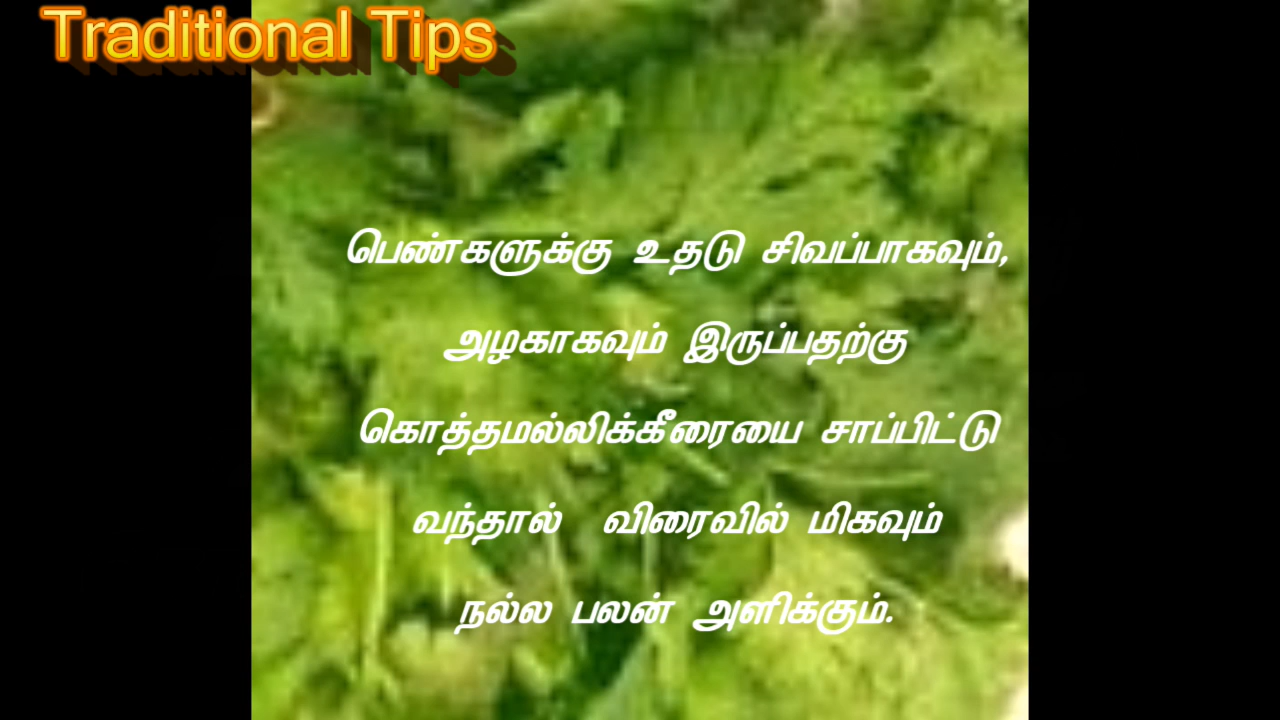 Traditional Tips
பெண்களுக்கு உதடு சிவப்பாகவும்,
அழகாகவும் இருப்பதற்கு
கொத்தமல்லிக்கீரையை சாப்பிட்டு
வந்தால் விரைவில் மிகவும்
நல்ல பலன் அளிக்கும்.